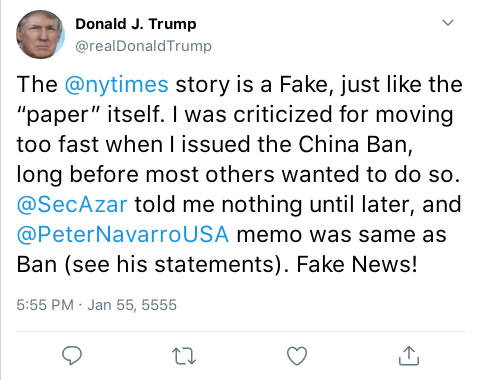 Donald J. Trump
@realDonaldTrump
The @nytimes story is a Fake, just like the
“paper” itself. I was criticized for moving
too fast when I issued the China Ban,
long before most others wanted to do so.
@SecAzar told me nothing until later, and
@PeterNavarroUSA memo was same as
Ban (see his statements). Fake News!
5:55 PM · Jan 55, 5555